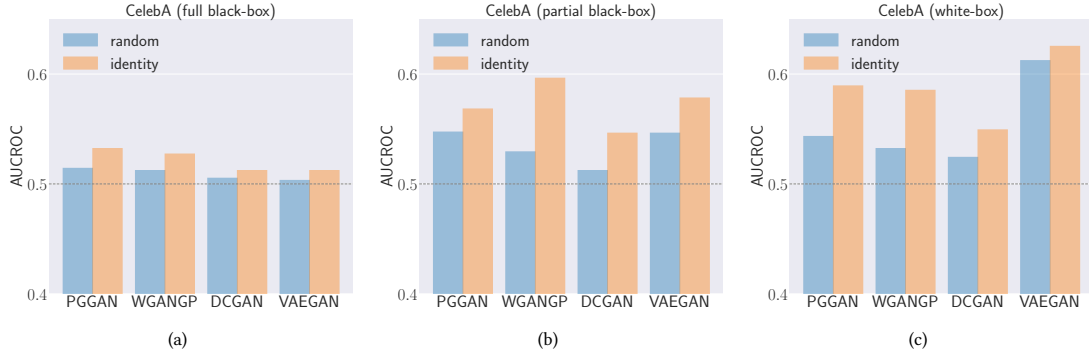 CelebA (full black-box)
random
identity
AUCROC
0.6
0.5
0.4
PGGAN WGANGP DCGAN VAEGAN
(a)
CelebA (partial black-box)
random
identity
AUCROC
0.6
0.5
0.4
PGGAN WGANGP DCGAN VAEGAN
(b)
CelebA (white-box)
random
identity
AUCROC
0.6
0.5
0.4
PGGAN WGANGP DCGAN VAEGAN
(c)